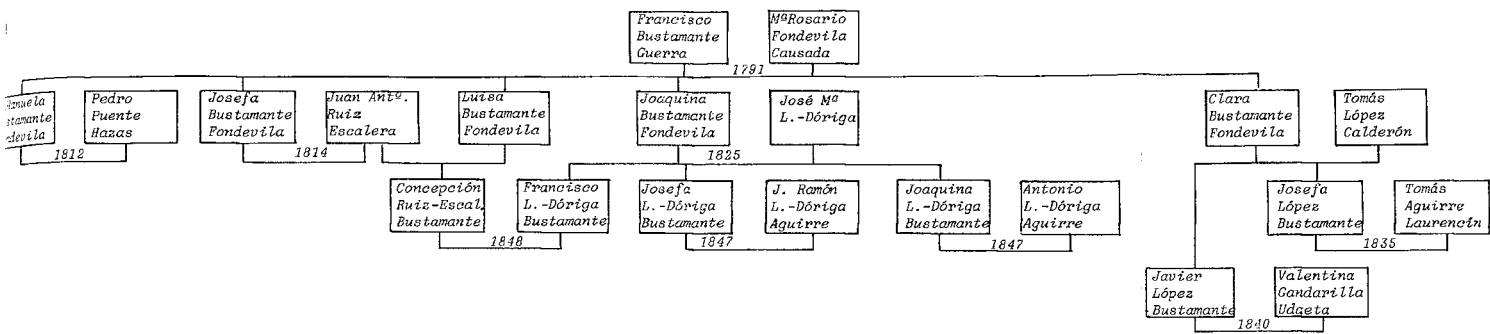 Francisco
Bustamante
Guerra
MªRosario
Fondevila
Causada
1791
Pedro
Puente
Hazas
Josefa
Bustamante
Fondevila
Juan Antº.
Ruiz
Escalera
Luisa
Bustamante
Fondevila
Joaquina
Bustamante
Fondevila
José Mª
L.-Dóriga
Clara
Bustamante
Fondevila
Tomás
López
Calderón
1812
1814
1825
Concepción
Ruiz-Escal.
Bustamante
Francisco
L.-Dóriga
Bustamante
Josefa
L.-Dóriga
Bustamante
J. Ramón
L.-Dóriga
Aguirre
Joaquina
L.-Dóriga
Bustamante
Antonio
L.-Dóriga
Aguirre
Josefa
López
Bustamante
Tomás
Aguirre
Laurencín
1848
1847
1847
1835
Javier
López
Bustamante
Valentina
Gandarilla
Udgeta
1840